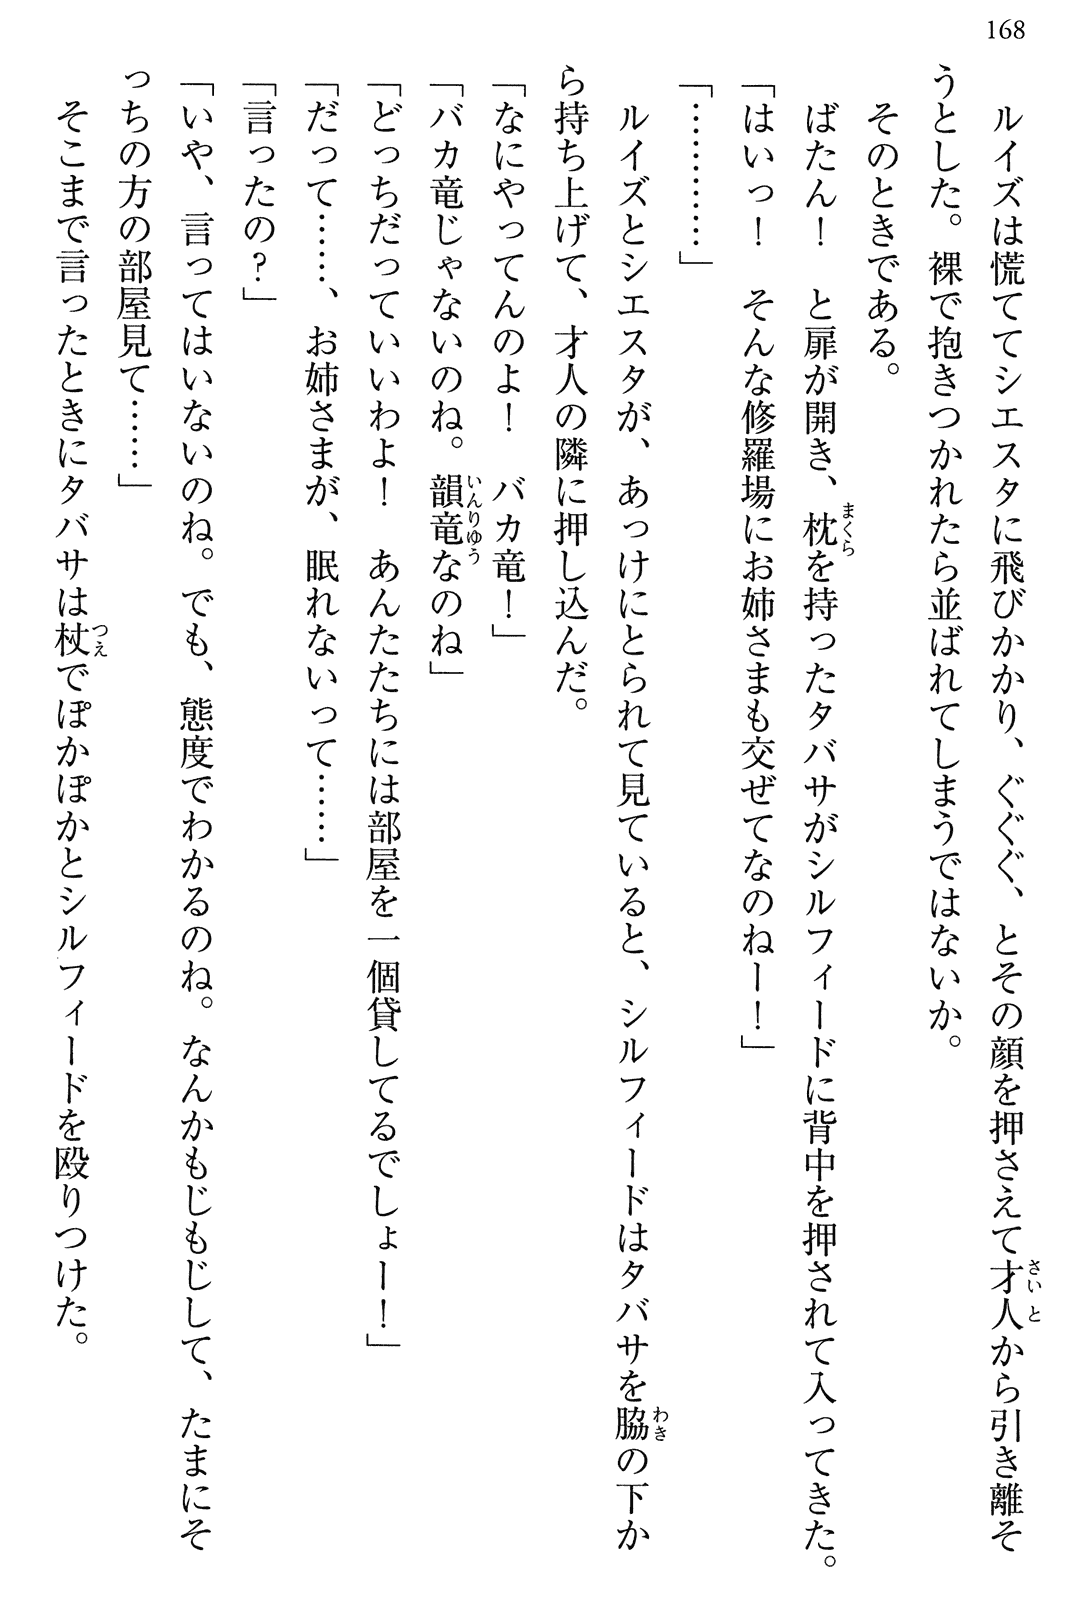 168
　ルイズは慌ててシエスタに飛びかかり、ぐぐぐ、とその顔を押さえて才人から引き離そ
うとした。裸で抱きつかれたら並ばれてしまうではないか。
　そのときである。
　ばたん！　と扉が開き、枕を持ったタバサがシルフィードに背中を押されて入ってきた。
「はいっ！　そんな修羅場にお姉さまも交ぜてなのねー！」
「…………」
　ルイズとシエスタが、あっけにとられて見ていると、シルフィードはタバサを脇の下か
ら持ち上げて、才人の隣に押し込んだ。
「なにやってんのよ！　バカ竜！」
「バカ竜じゃないのね。韻竜なのね」
「どっちだっていいわよ！　あんたたちには部屋を一個貸してるでしょー！」
「だって……、お姉さまが、眠れないって……」
「言ったの？」
「いや、言ってはいないのね。でも、態度でわかるのね。なんかもじもじして、たまにそ
っちの方の部屋見て……」
　そこまで言ったときにタバサは杖でぽかぽかとシルフィードを殴りつけた。
さいと
まくら
わき
いんりゆう
つえ